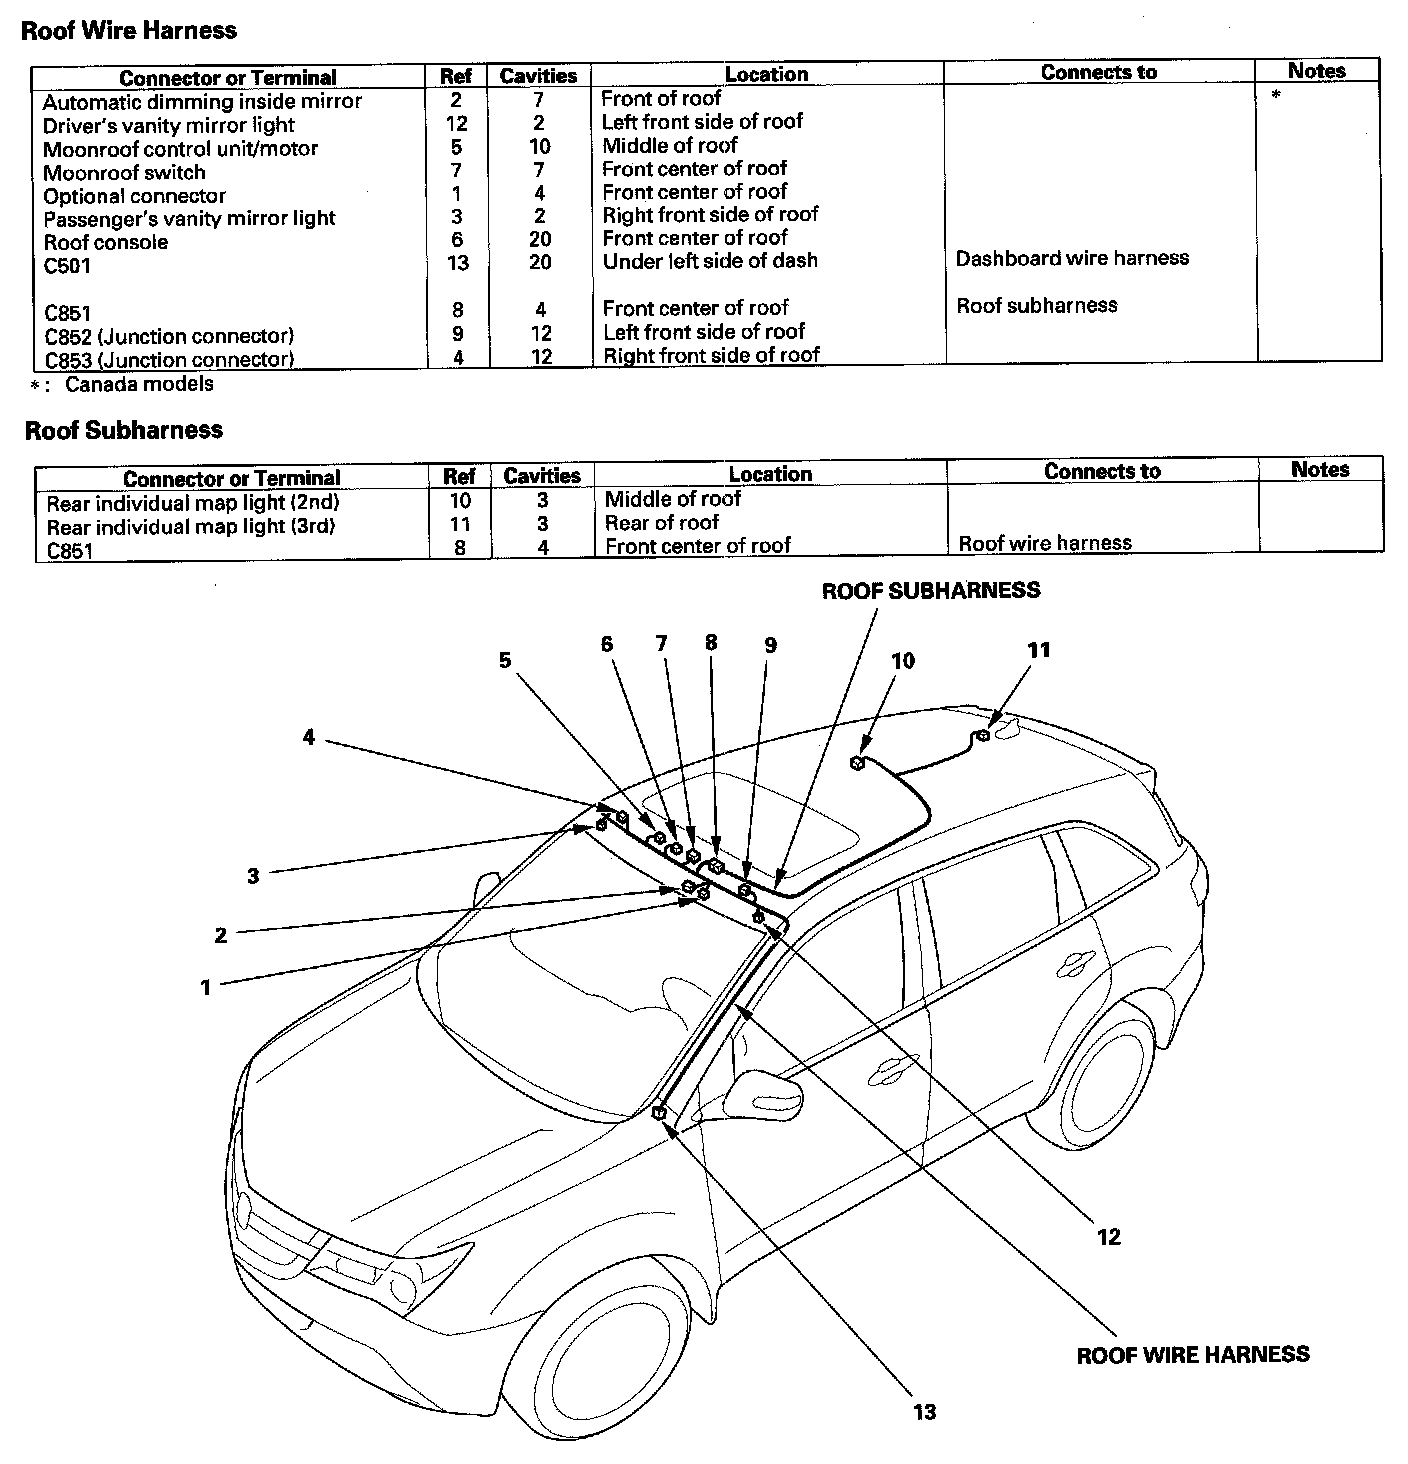 Roof Wire Harness
Connector or Terminal Ref Cavities Location Connects to Notes
Automatic dimming inside mirror 2 7 Front of roof *
Driver's vanity mirror light 12 2 Left front side of roof
Moonroof control unit/motor 5 10 Middle of roof
Moonroof switch 7 7 Front center of roof
Optional connector 1 4 Front center of roof
Passenger's vanity mirror light 3 2 Right front side of roof
Roof console 6 20 Front center of roof
C501 13 20 Under left side of dash Dashboard wire harness
C851 8 4 Front center of roof Roof subharness
C852 (Junction connector) 9 12 Left front side of roof
C853 (Junction connector) 4 12 Right front side of roof
*: Canada models
Roof Subharness
Connector or Terminal Ref Cavities Location Connects to Notes
Rear individual map light (2nd) 10 3 Middle of roof
Rear individual map light (3rd) 11 3 Rear of roof
C851 8 4 Front center of roof Roof wire harness
ROOF SUBHARNESS
5
6
7
8
9
10
11
4
3
2
1
12
ROOF WIRE HARNESS
13